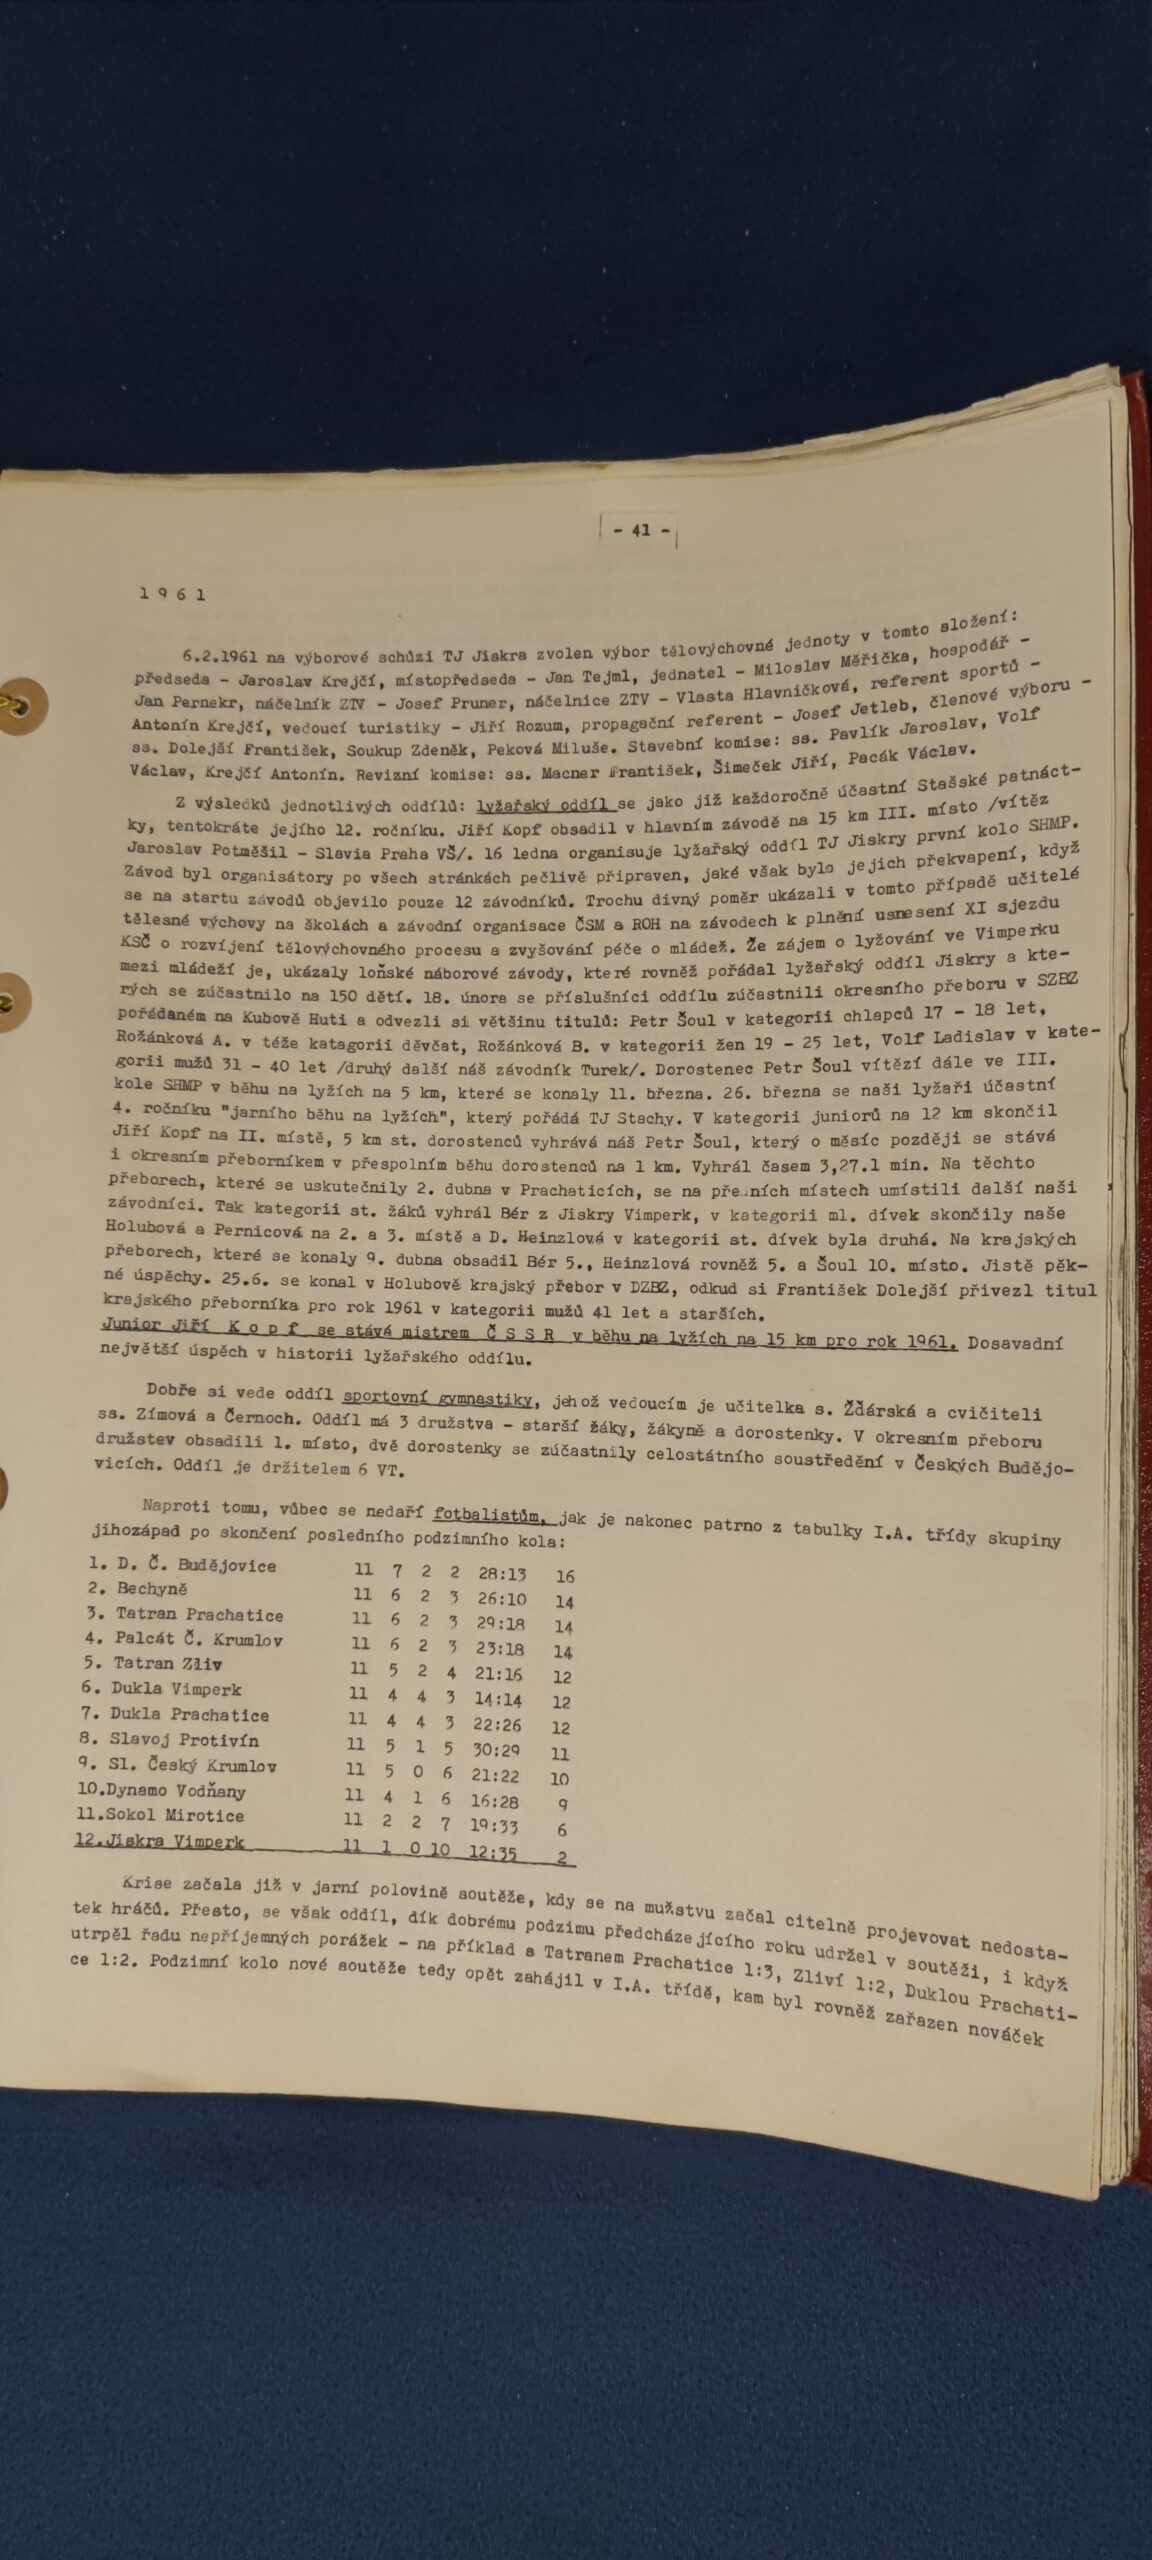 - 41 -
1 9 6 1
6.2.1961 na výborové schůzi TJ Jiskra zvolen výbor tělovýchovné jednoty v tomto složení:
předseda - Jaroslav Krejčí, místopředseda - Jan Tejml, jednatel - Miloslav Měřička, hospodář -
Jan Pernekr, náčelník ZTV - Josef Pruner, náčelnice ZTV - Vlasta Hlavničková, referent sportů -
Antonín Krejčí, vedoucí turistiky - Jiří Rozum, propagační referent - Josef Jetleb, členové výboru -
ss. Dolejší František, Soukup Zdeněk, Peková Miluše. Stavební komise: ss. Pavlík Jaroslav, Volf
Václav, Krejčí Antonín. Revizní komise: ss. Macner František, Šimeček Jiří, Pacák Václav.
Z výsledků jednotlivých oddílů: lyžařský oddíl se jako již každoročně účastní Stašské patnáct-
ky, tentokráte jejího 12. ročníku. Jiří Kopf obsadil v hlavním závodě na 15 km III. místo /vítěz
Jaroslav Potměšil - Slavia Praha VŠ/. 16 ledna organisuje lyžařský oddíl TJ Jiskry první kolo SHMP.
Závod byl organisátory po všech stránkách pečlivě připraven, jaké však bylo jejich překvapení, když
se na startu závodů objevilo pouze 12 závodníků. Trochu divný poměr ukázali v tomto případě učitelé
tělesné výchovy na školách a závodní organisace ČSM a ROH na závodech k plnění usnesení XI sjezdu
KSČ o rozvíjení tělovýchovného procesu a zvyšování péče o mládež. Že zájem o lyžování ve Vimperku
mezi mládeží je, ukázaly loňské náborové závody, které rovněž pořádal lyžařský oddíl Jiskry a kte-
rých se zúčastnilo na 150 dětí. 18. února se příslušníci oddílu zúčastnili okresního přeboru v SZBZ
pořádaném na Kubově Huti a odvezli si většinu titulů: Petr Šoul v kategorii chlapců 17 - 18 let,
Rožánková A. v téže katagorii děvčat, Rožánková B. v kategorii žen 19 - 25 let, Volf Ladislav v kate-
gorii mužů 31 - 40 let /druhý další náš závodník Turek/. Dorostenec Petr Šoul vítězí dále ve III.
kole SHMP v běhu na lyžích na 5 km, které se konaly 11. března. 26. března se naši lyžaři účastní
4. ročníku "jarního běhu na lyžích", který pořádá TJ Stachy. V kategorii juniorů na 12 km skončil
Jiří Kopf na II. místě, 5 km st. dorostenců vyhrává náš Petr Šoul, který o měsíc později se stává
i okresním přeborníkem v přespolním běhu dorostenců na 1 km. Vyhrál časem 3,27.1 min. Na těchto
přeborech, které se uskutečnily 2. dubna v Prachaticích, se na předních místech umístili další naši
závodníci. Tak kategorii st. žáků vyhrál Bér z Jiskry Vimperk, v kategorii ml. dívek skončily naše
Holubová a Pernicová na 2. a 3. místě a D. Heinzlová v kategorii st. dívek byla druhá. Na krajských
přeborech, které se konaly 9. dubna obsadil Bér 5., Heinzlová rovněž 5. a Šoul 10. místo. Jistě pěk-
né úspěchy. 25.6. se konal v Holubově krajský přebor v DZBZ, odkud si František Dolejší přivezl titul
krajského přeborníka pro rok 1961 v kategorii mužů 41 let a starších.
Junior Jiří K o p f se stává mistrem Č S S R v běhu na lyžích na 15 km pro rok 1961. Dosavadní
největší úspěch v historii lyžařského oddílu.
Dobře si vede oddíl sportovní gymnastiky, jehož vedoucím je učitelka s. Žďárská a cvičiteli
ss. Zímová a Černoch. Oddíl má 3 družstva - starší žáky, žákyně a dorostenky. V okresním přeboru
družstev obsadili 1. místo, dvě dorostenky se zúčastnily celostátního soustředění v Českých Budějo-
vicích. Oddíl je držitelem 6 VT.
Naproti tomu, vůbec se nedaří fotbalistům, jak je nakonec patrno z tabulky I.A. třídy skupiny
jihozápad po skončení posledního podzimního kola:
1. D. Č. Budějovice 11 7 2 2 28:13 16
2. Bechyně 11 6 2 3 26:10 14
3. Tatran Prachatice 11 6 2 3 29:18 14
4. Palcát Č. Krumlov 11 6 2 3 23:18 14
5. Tatran Zliv 11 5 2 4 21:16 12
6. Dukla Vimperk 11 4 4 3 14:14 12
7. Dukla Prachatice 11 4 4 3 22:26 12
8. Slavoj Protivín 11 5 1 5 30:29 11
9. Sl. Český Krumlov 11 5 0 6 21:22 10
10.Dynamo Vodňany 11 4 1 6 16:28 9
11.Sokol Mirotice 11 2 2 7 19:33 6
12.Jiskra Vimperk 11 1 0 10 12:35 2
Krise začala již v jarní polovině soutěže, kdy se na mužstvu začal citelně projevovat nedosta-
tek hráčů. Přesto, se však oddíl, dík dobrému podzimu předcházejícího roku udržel v soutěži, i když
utrpěl řadu nepříjemných porážek - na příklad s Tatranem Prachatice 1:3, Zliví 1:2, Duklou Prachati-
ce 1:2. Podzimní kolo nové soutěže tedy opět zahájil v I.A. třídě, kam byl rovněž zařazen nováček